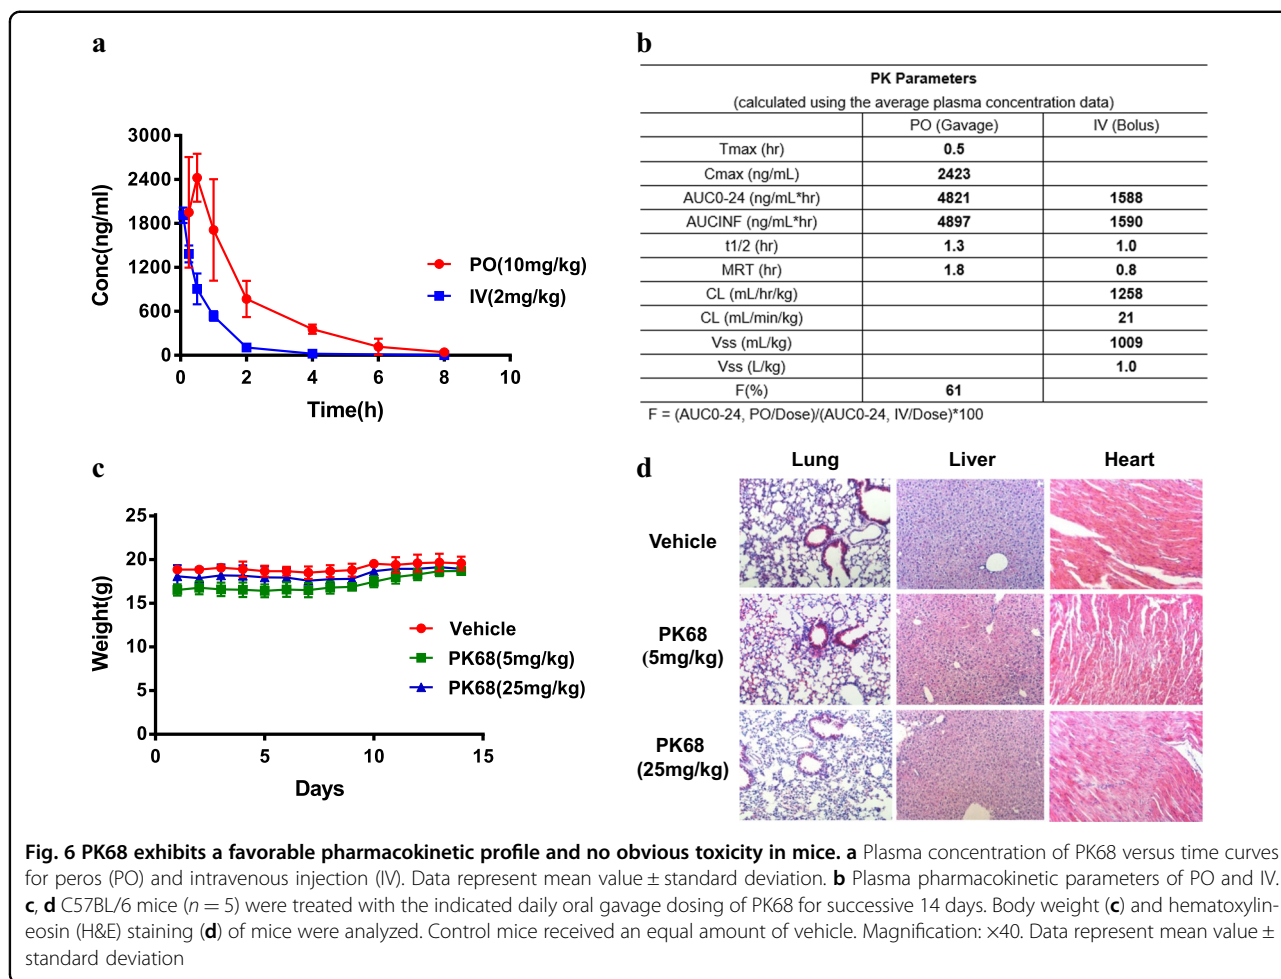 a
3000
2400
1800
1200
600
0
Conc(ng/ml)
PO(10mg/kg)
IV(2mg/kg)
0 2 4 6 8 10
Time(h)
b
PK Parameters
(calculated using the average plasma concentration data)
PO (Gavage) IV (Bolus)
Tmax (hr) 0.5
Cmax (ng/mL) 2423
AUC0-24 (ng/mL*hr) 4821 1588
AUCINF (ng/mL*hr) 4897 1590
t1/2 (hr) 1.3 1.0
MRT (hr) 1.8 0.8
CL (mL/hr/kg) 1258
CL (mL/min/kg) 21
Vss (mL/kg) 1009
Vss (L/kg) 1.0
F(%) 61
F = (AUC0-24, PO/Dose)/(AUC0-24, IV/Dose)*100
c
25
20
15
10
5
0
Weight(g)
Vehicle
PK68(5mg/kg)
PK68(25mg/kg)
0 5 10 15
Days
d
Lung Liver Heart
Vehicle
PK68
(5mg/kg)
PK68
(25mg/kg)
Fig. 6 PK68 exhibits a favorable pharmacokinetic profile and no obvious toxicity in mice. a Plasma concentration of PK68 versus time curves
for peros (PO) and intravenous injection (IV). Data represent mean value ± standard deviation. b Plasma pharmacokinetic parameters of PO and IV.
c, d C57BL/6 mice (n = 5) were treated with the indicated daily oral gavage dosing of PK68 for successive 14 days. Body weight (c) and hematoxylin-
eosin (H&E) staining (d) of mice were analyzed. Control mice received an equal amount of vehicle. Magnification: ×40. Data represent mean value ±
standard deviation